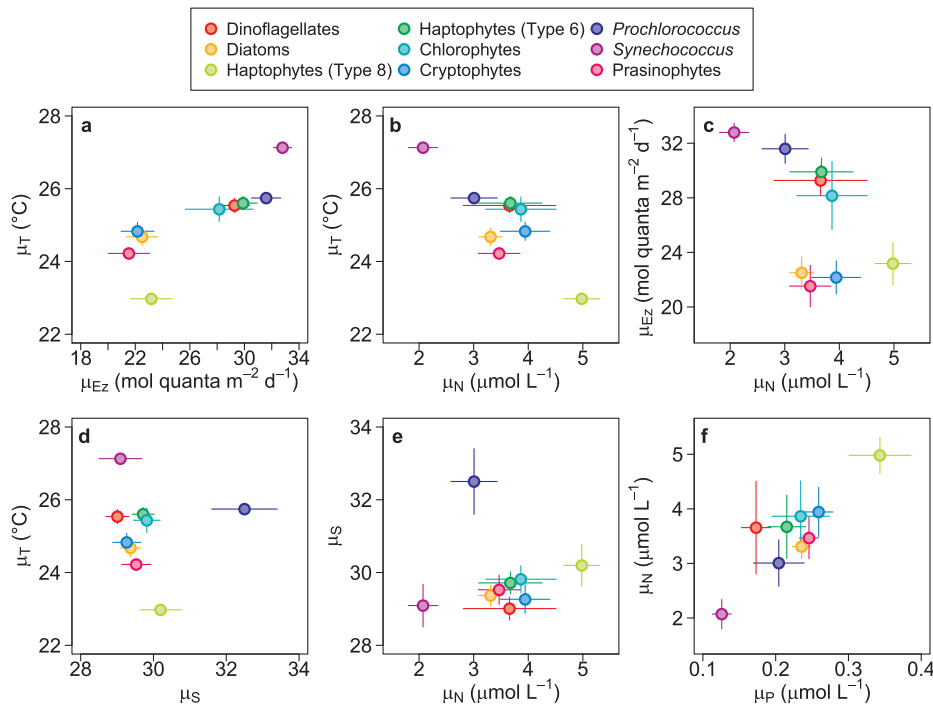 Dinoflagellates Haptophytes (Type 6) Prochlorococcus
Diatoms Chlorophytes Synechococcus
Haptophytes (Type 8) Cryptophytes Prasinophytes
a
28
26
24
22
μT (°C)
18 22 26 30 34
μEz (mol quanta m−2 d−1)
b
28
26
24
22
μT (°C)
2 3 4 5
μN (μmol L−1)
c
32
28
24
20
μEz (mol quanta m−2 d−1)
2 3 4 5
μN (μmol L−1)
d
28
26
24
22
μT (°C)
28 30 32 34
μS
e
34
32
30
28
μS
2 3 4 5
μN (μmol L−1)
f
5
4
3
2
μN (μmol L−1)
0.1 0.2 0.3 0.4
μP (μmol L−1)